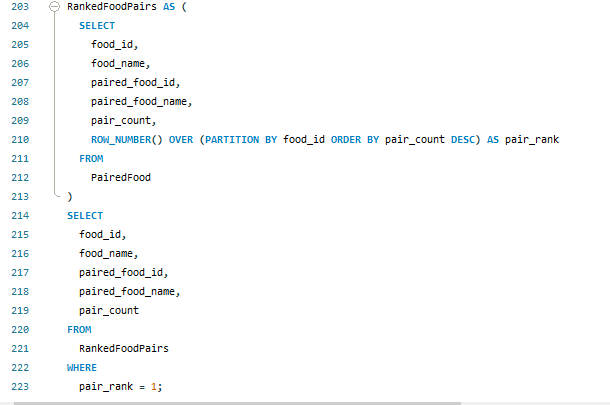 203 RankedFoodPairs AS (
204 SELECT
205 food_id,
206 food_name,
207 paired_food_id,
208 paired_food_name,
209 pair_count,
210 ROW_NUMBER() OVER (PARTITION BY food_id ORDER BY pair_count DESC) AS pair_rank
211 FROM
212 PairedFood
213 )
214 SELECT
215 food_id,
216 food_name,
217 paired_food_id,
218 paired_food_name,
219 pair_count
220 FROM
221 RankedFoodPairs
222 WHERE
223 pair_rank = 1;